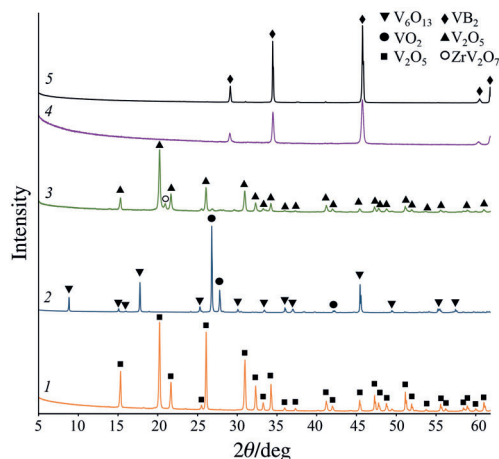 ▼ V₆O₁₃ ♦ VB₂
● VO₂ ▲ V₂O₅
■ V₂O₅ ○ ZrV₂O₇
5
4
3
2
1
Intensity
5 10 15 20 25 30 35 40 45 50 55 60
2θ/deg